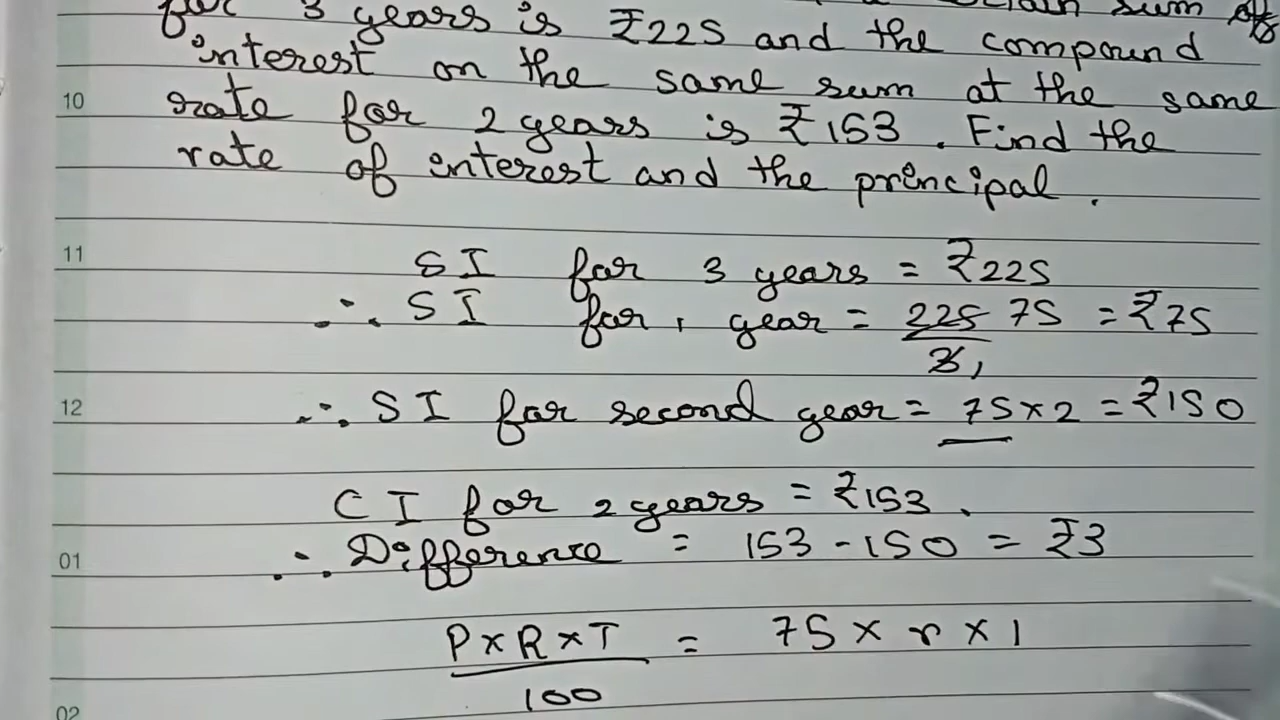 for 3 years is ₹225 and the compound
interest on the same sum at the same
10 rate for 2 years is ₹153. Find the
rate of interest and the principal.
11 SI for 3 years = ₹225
∴ SI for 1 year = 225/3 75 1 = ₹75
12 ∴ SI for second year = 75×2 = ₹150
CI for 2 years = ₹153.
01 ∴ Difference = 153-150 = ₹3
P×R×T/100 = 75×r×1
02